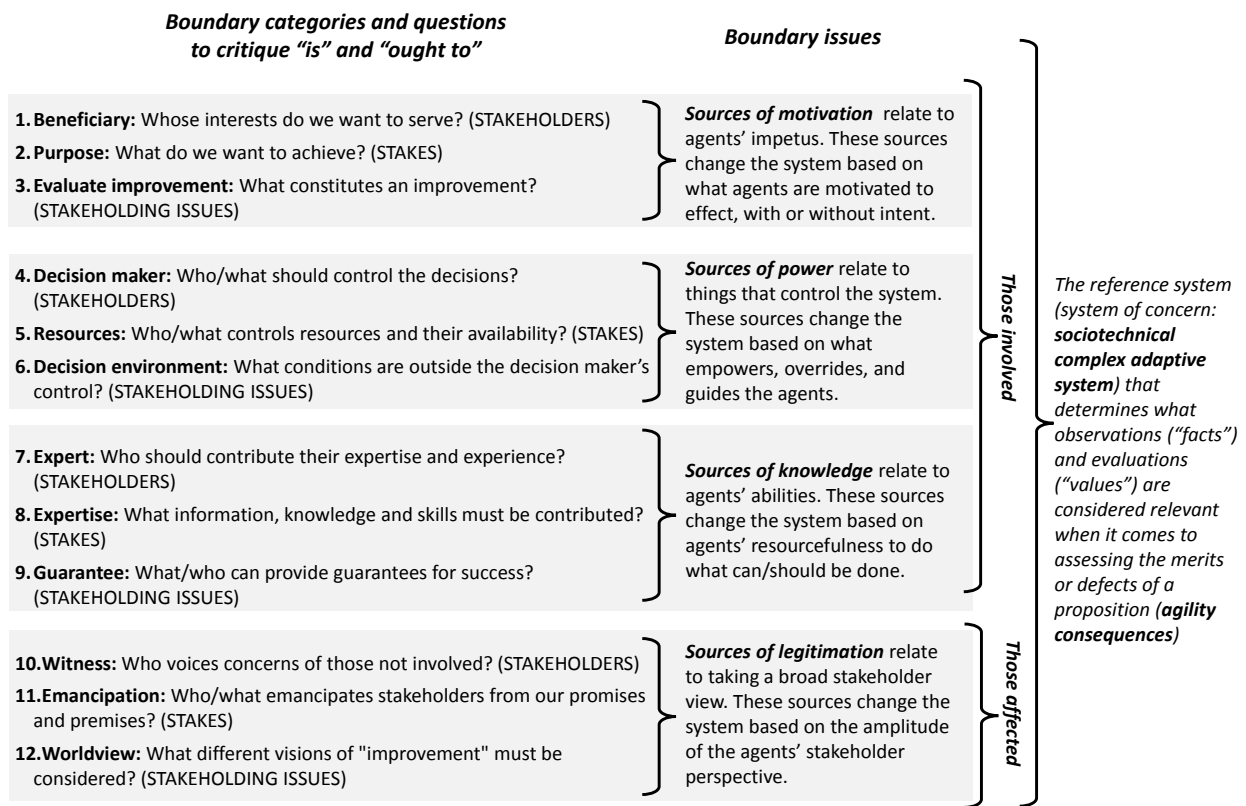 Boundary categories and questions
to critique “is” and “ought to”
Boundary issues
1. Beneficiary: Whose interests do we want to serve? (STAKEHOLDERS)
2. Purpose: What do we want to achieve? (STAKES)
3. Evaluate improvement: What constitutes an improvement?
(STAKEHOLDING ISSUES)
Sources of motivation relate to
agents’ impetus. These sources
change the system based on
what agents are motivated to
effect, with or without intent.
4. Decision maker: Who/what should control the decisions?
(STAKEHOLDERS)
5. Resources: Who/what controls resources and their availability? (STAKES)
6. Decision environment: What conditions are outside the decision maker’s
control? (STAKEHOLDING ISSUES)
Sources of power relate to
things that control the system.
These sources change the
system based on what
empowers, overrides, and
guides the agents.
7. Expert: Who should contribute their expertise and experience?
(STAKEHOLDERS)
8. Expertise: What information, knowledge and skills must be contributed?
(STAKES)
9. Guarantee: What/who can provide guarantees for success?
(STAKEHOLDING ISSUES)
Sources of knowledge relate to
agents’ abilities. These sources
change the system based on
agents’ resourcefulness to do
what can/should be done.
10.Witness: Who voices concerns of those not involved? (STAKEHOLDERS)
11.Emancipation: Who/what emancipates stakeholders from our promises
and premises? (STAKES)
12.Worldview: What different visions of "improvement" must be
considered? (STAKEHOLDING ISSUES)
Sources of legitimation relate
to taking a broad stakeholder
view. These sources change the
system based on the amplitude
of the agents’ stakeholder
perspective.
Those involved
Those affected
The reference system
(system of concern:
sociotechnical
complex adaptive
system) that
determines what
observations (“facts”)
and evaluations
(“values”) are
considered relevant
when it comes to
assessing the merits
or defects of a
proposition (agility
consequences)